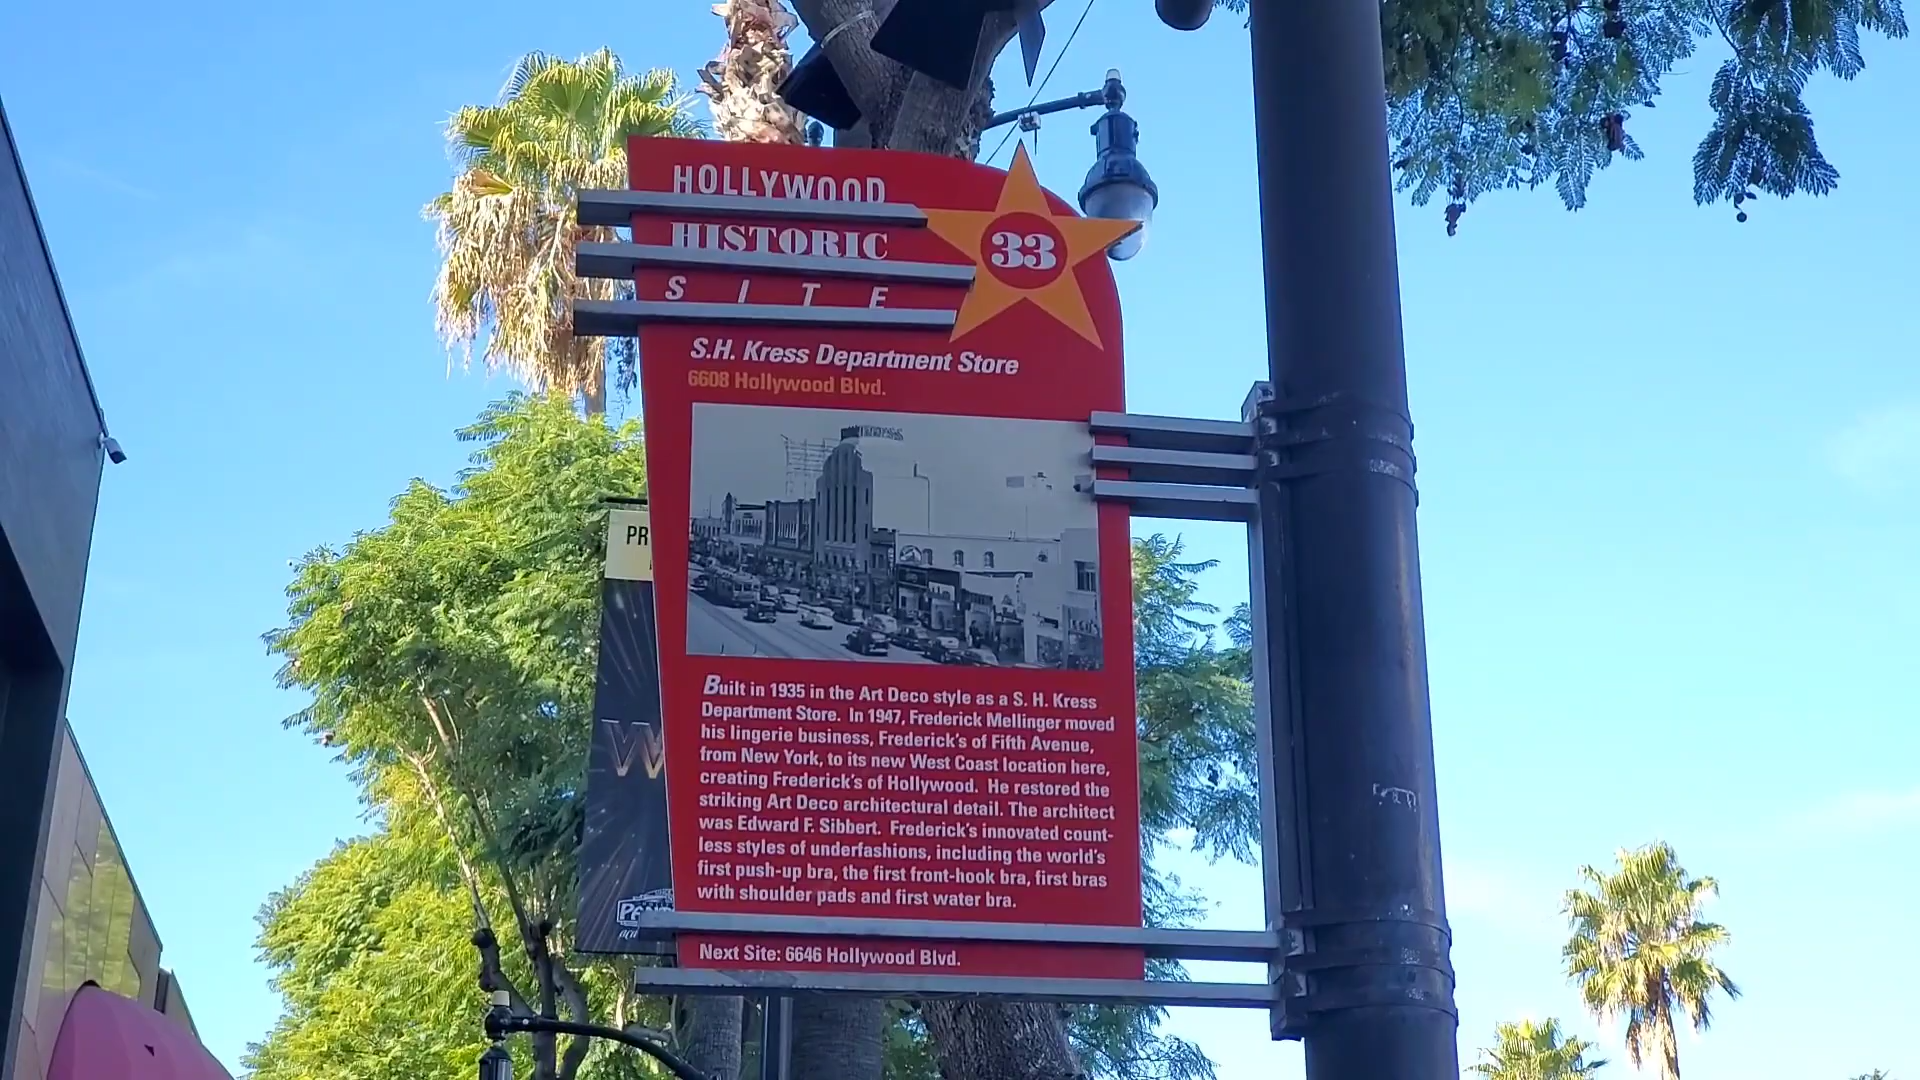 HOLLYWOOD
HISTORIC
SITE
33
S.H. Kress Department Store
6608 Hollywood Blvd.
KRESS
Built in 1935 in the Art Deco style as a S. H. Kress
Department Store. In 1947, Frederick Mellinger moved
his lingerie business, Frederick's of Fifth Avenue,
from New York, to its new West Coast location here,
creating Frederick's of Hollywood. He restored the
striking Art Deco architectural detail. The architect
was Edward F. Sibbert. Frederick's innovated count-
less styles of underfashions, including the world's
first push-up bra, the first front-hook bra, first bras
with shoulder pads and first water bra.
Next Site: 6646 Hollywood Blvd.
PR
W
PANT